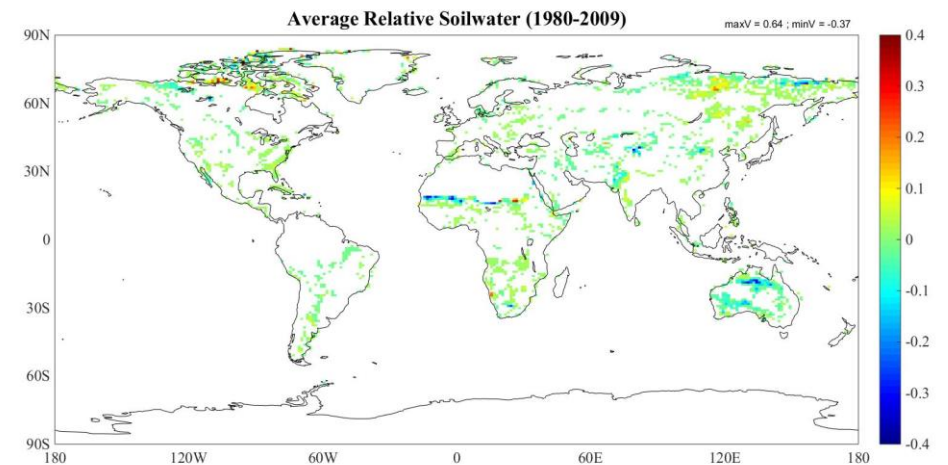 Average Relative Soilwater (1980-2009)
maxV = 0.64 ; minV = -0.37
90N
60N
30N
0
30S
60S
90S
180
120W
60W
0
60E
120E
180
0.4
0.3
0.2
0.1
0
-0.1
-0.2
-0.3
-0.4